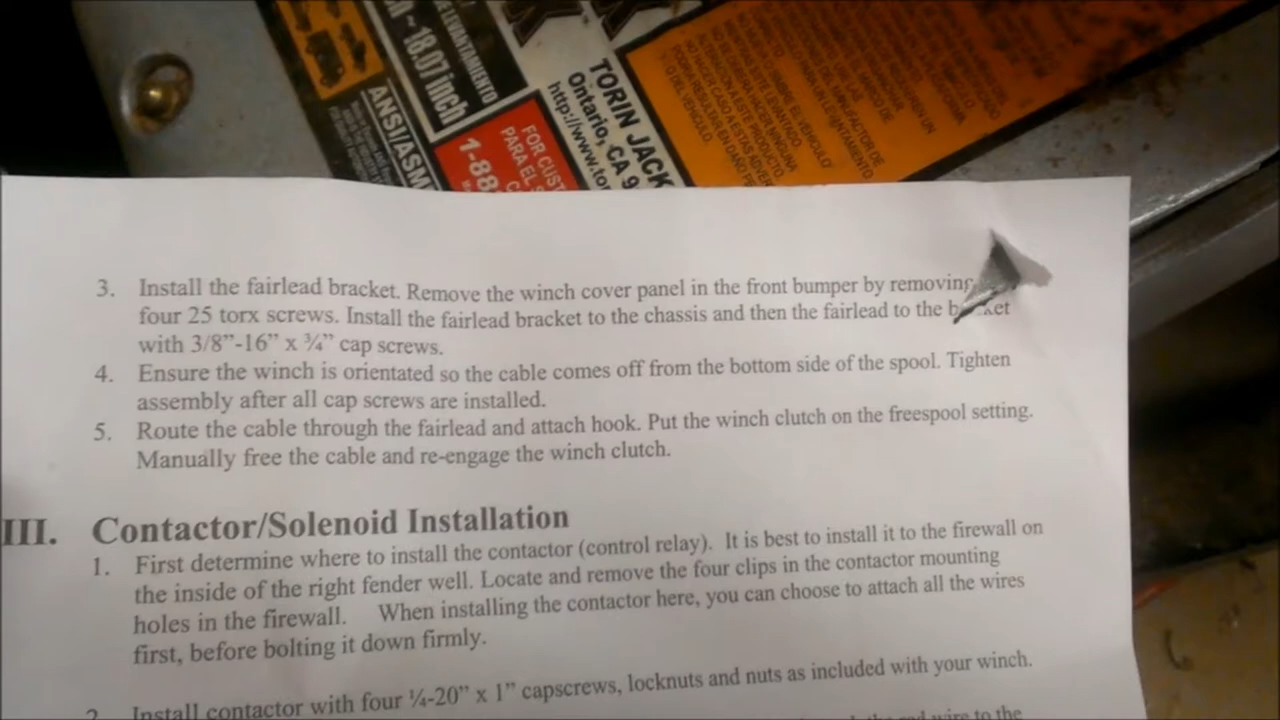 DE LEVANTAMIENTO
~ 18.07 inch
ANSI/ASM
FOR CUST
PARA EL S
1-88
TORIN JACK
Ontario, CA 9
http://www.to
3. Install the fairlead bracket. Remove the winch cover panel in the front bumper by removing
four 25 torx screws. Install the fairlead bracket to the chassis and then the fairlead to the
with 3/8”-16” x ¾” cap screws.
4. Ensure the winch is orientated so the cable comes off from the bottom side of the spool. Tighten
assembly after all cap screws are installed.
5. Route the cable through the fairlead and attach hook. Put the winch clutch on the freespool setting.
Manually free the cable and re-engage the winch clutch.
III. Contactor/Solenoid Installation
1. First determine where to install the contactor (control relay). It is best to install it to the firewall on
the inside of the right fender well. Locate and remove the four clips in the contactor mounting
holes in the firewall. When installing the contactor here, you can choose to attach all the wires
first, before bolting it down firmly.
2. Install contactor with four ¼-20” x 1” capscrews, locknuts and nuts as included with your winch.
wire to the